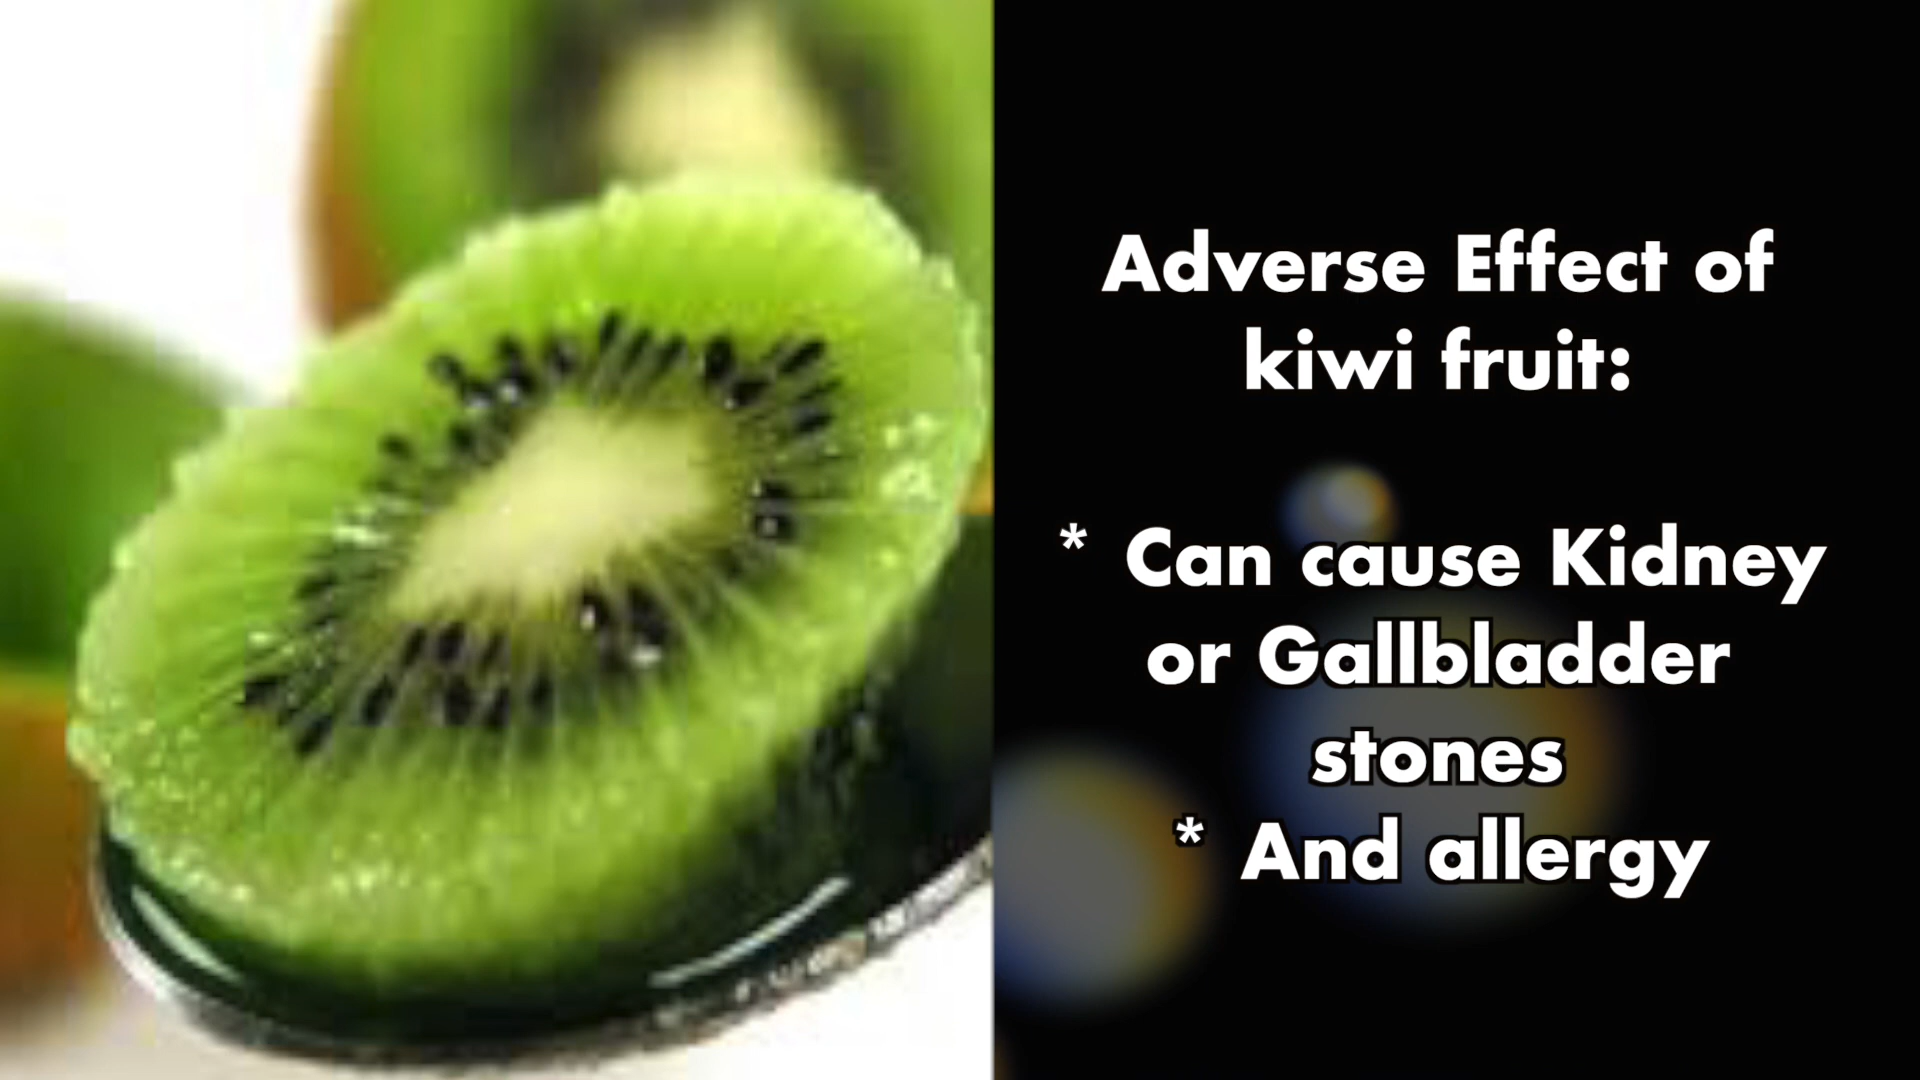 Adverse Effect of
kiwi fruit:
* Can cause Kidney
or Gallbladder
stones
* And allergy